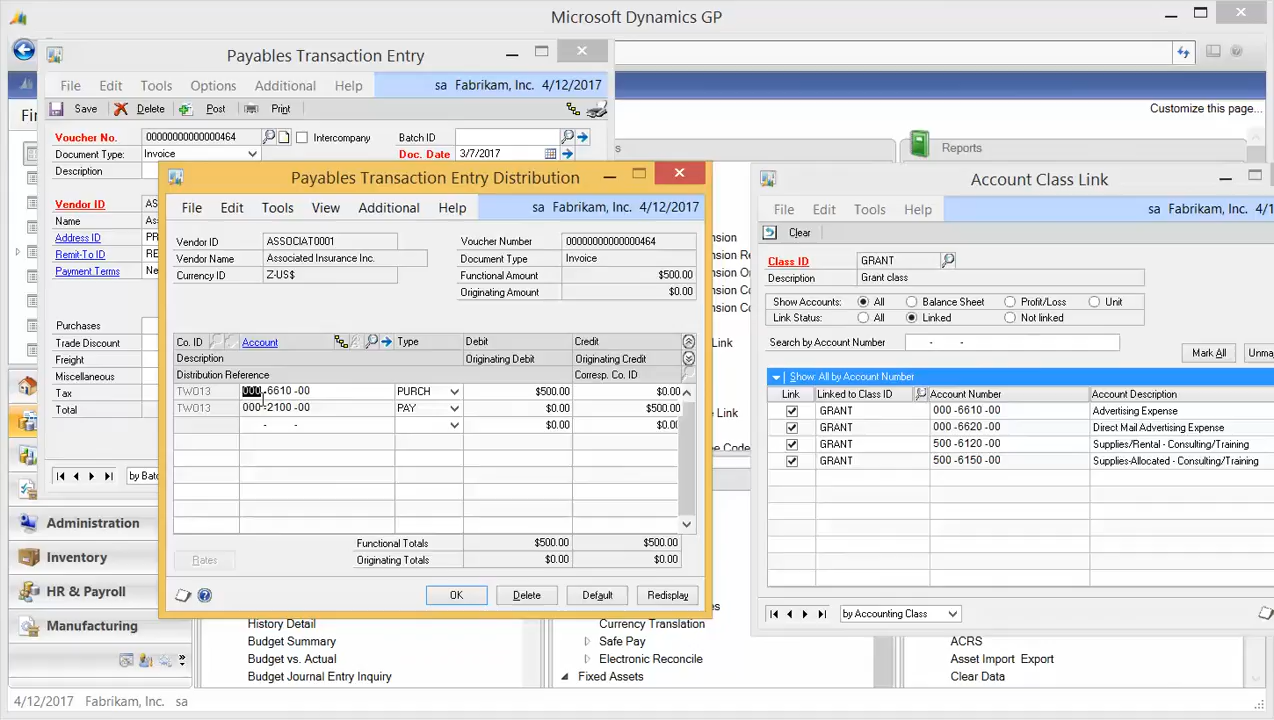 Microsoft Dynamics GP
Payables Transaction Entry
File Edit Tools Options Additional Help
sa Fabrikam, Inc. 4/12/2017
Save Delete Post Print
Voucher No. 00000000000000464 Intercompany Batch ID
Document Type: Invoice Doc. Date 3/7/2017
Description
Vendor ID AS
Name Asso
Address ID PR
Remit-To ID RE
Payment Terms Ne
Purchases
Trade Discount
Freight
Miscellaneous
Tax
Total
by Batc
Customize this page...
Reports
Payables Transaction Entry Distribution
File Edit Tools View Additional Help
sa Fabrikam, Inc. 4/12/2017
Vendor ID ASSOCIAT0001 Voucher Number 00000000000000464
Vendor Name Associated Insurance Inc. Document Type Invoice
Currency ID Z-US$ Functional Amount $500.00
Originating Amount $0.00
Co. ID Account Type Debit Credit
Description Originating Debit Originating Credit
Distribution Reference Corresp. Co. ID
TWO13 000 -6610 -00 PURCH $500.00 $0.00
TWO13 000 -2100 -00 PAY $0.00 $500.00
- - $0.00 $0.00
Functional Totals $500.00 $500.00
Originating Totals $0.00 $0.00
Rates
OK Delete Default Redisplay
Account Class Link
File Edit Tools Help
sa Fabrikam, Inc. 4/1
Clear
Class ID GRANT
Description Grant class
Show Accounts: All Balance Sheet Profit/Loss Unit
Link Status: All Linked Not linked
Search by Account Number - -
Mark All Unma
Show: All by Account Number
Link Linked to Class ID Account Number Account Description
GRANT 000 -6610 -00 Advertising Expense
GRANT 000 -6620 -00 Direct Mail Advertising Expense
GRANT 500 -6120 -00 Supplies/Rental - Consulting/Training
GRANT 500 -6150 -00 Supplies-Allocated - Consulting/Training
by Accounting Class
Fin
Administration
Inventory
HR & Payroll
Manufacturing
History Detail
Budget Summary
Budget vs. Actual
Budget Journal Entry Inquiry
Currency Translation
Safe Pay
Electronic Reconcile
Fixed Assets
ACRS
Asset Import Export
Clear Data
4/12/2017 Fabrikam, Inc. sa